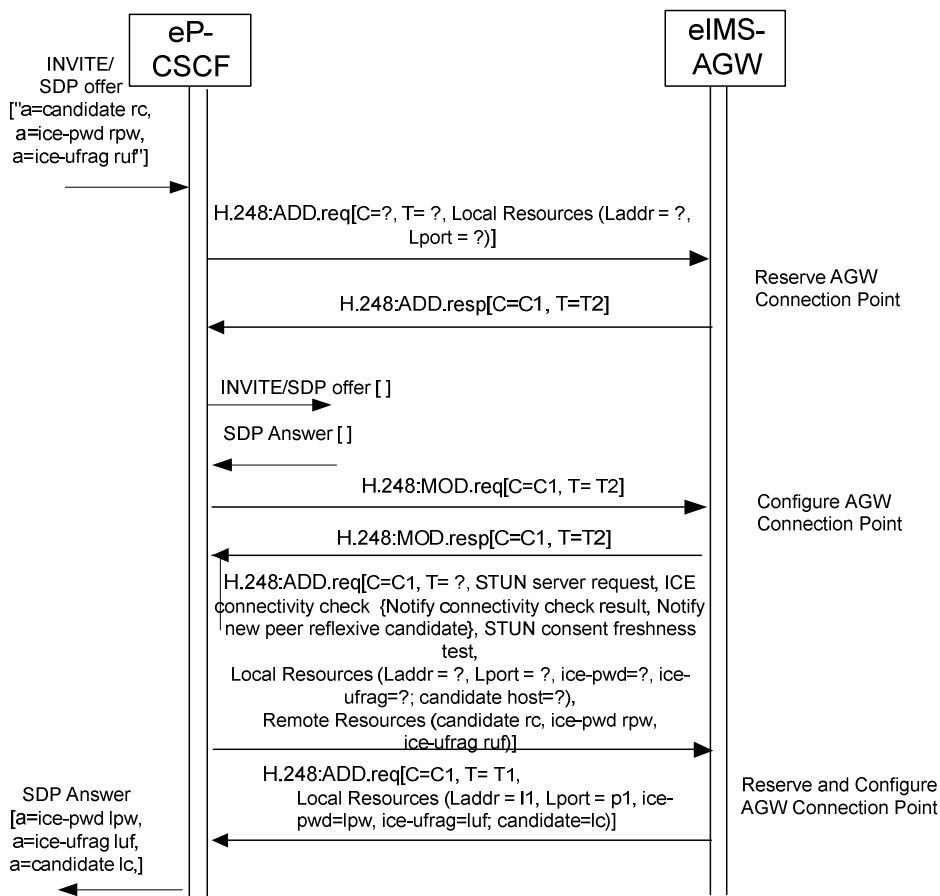 eP-
CSCF
eIMS-
AGW
INVITE/
SDP offer
["a=candidate rc,
a=ice-pwd rpw,
a=ice-ufrag ruf"]
H.248:ADD.req[C=?, T= ?, Local Resources (Laddr = ?,
Lport = ?)]
Reserve AGW
Connection Point
H.248:ADD.resp[C=C1, T=T2]
INVITE/SDP offer [ ]
SDP Answer [ ]
H.248:MOD.req[C=C1, T= T2]
Configure AGW
Connection Point
H.248:MOD.resp[C=C1, T=T2]
H.248:ADD.req[C=C1, T= ?, STUN server request, ICE
connectivity check {Notify connectivity check result, Notify
new peer reflexive candidate}, STUN consent freshness
test,
Local Resources (Laddr = ?, Lport = ?, ice-pwd=?, ice-
ufrag=?; candidate host=?),
Remote Resources (candidate rc, ice-pwd rpw,
ice-ufrag ruf)]
H.248:ADD.req[C=C1, T= T1,
Local Resources (Laddr = l1, Lport = p1, ice-
pwd=lpw, ice-ufrag=luf; candidate=lc)]
Reserve and Configure
AGW Connection Point
SDP Answer
[a=ice-pwd lpw,
a=ice-ufrag luf,
a=candidate lc,]